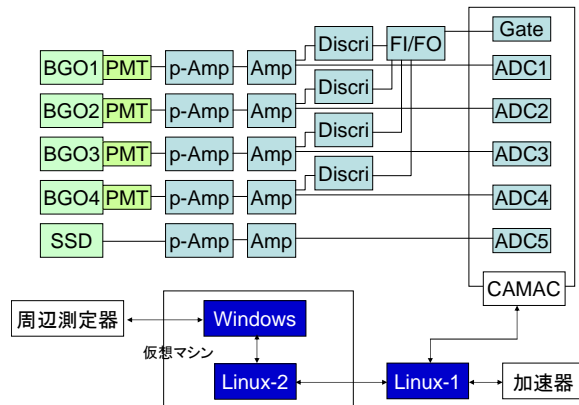 Discri FI/FO Gate
BGO1 PMT p-Amp Amp ADC1
Discri
BGO2 PMT p-Amp Amp ADC2
Discri
BGO3 PMT p-Amp Amp ADC3
Discri
BGO4 PMT p-Amp Amp ADC4
SSD p-Amp Amp ADC5
CAMAC
周辺測定器 Windows
仮想マシン
Linux-2 Linux-1 加速器